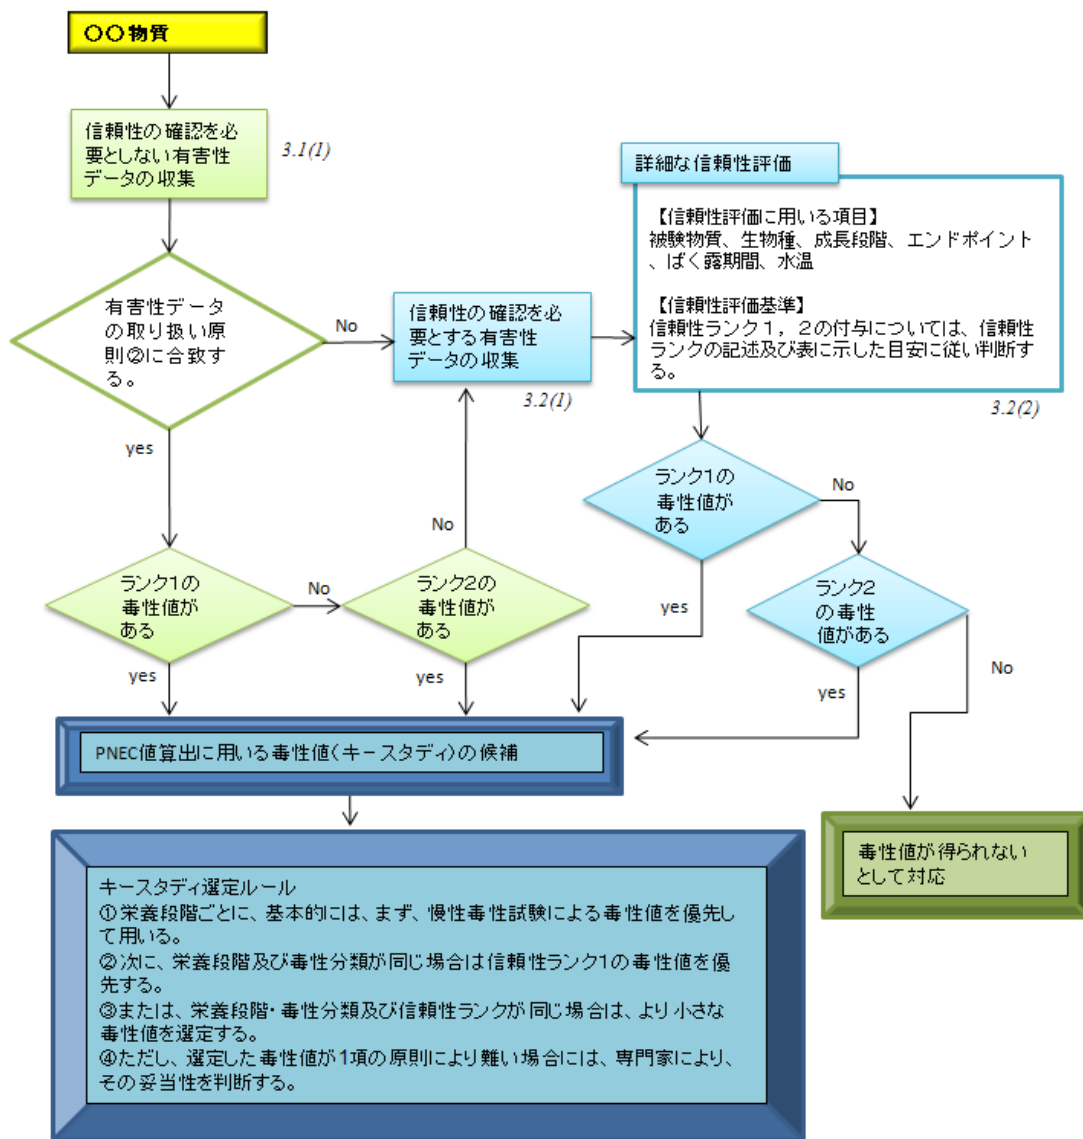 〇〇物質
信頼性の確認を必
要としない有害性
データの収集
3.1(1)
詳細な信頼性評価
【信頼性評価に用いる項目】
被験物質、生物種、成長段階、エンドポイント
、ばく露期間、水温
【信頼性評価基準】
信頼性ランク１，２の付与については、信頼性
ランクの記述及び表に示した目安に従い判断す
る。
3.2(2)
有害性データ
の取り扱い原
則②に合致す
る。
No
信頼性の確認を必
要とする有害性
データの収集
3.2(1)
yes
No
ランク1の
毒性値が
ある
No
yes
ランク2
の毒性
値がある
No
yes
ランク1の
毒性値が
ある
No
ランク2の
毒性値が
ある
yes
yes
PNEC値算出に用いる毒性値（キースタディ）の候補
毒性値が得られない
として対応
キースタディ選定ルール
①栄養段階ごとに、基本的には、まず、慢性毒性試験による毒性値を優先し
て用いる。
②次に、栄養段階及び毒性分類が同じ場合は信頼性ランク1の毒性値を優
先する。
③または、栄養段階・毒性分類及び信頼性ランクが同じ場合は、より小さな
毒性値を選定する。
④ただし、選定した毒性値が1項の原則により難い場合には、専門家により、
その妥当性を判断する。